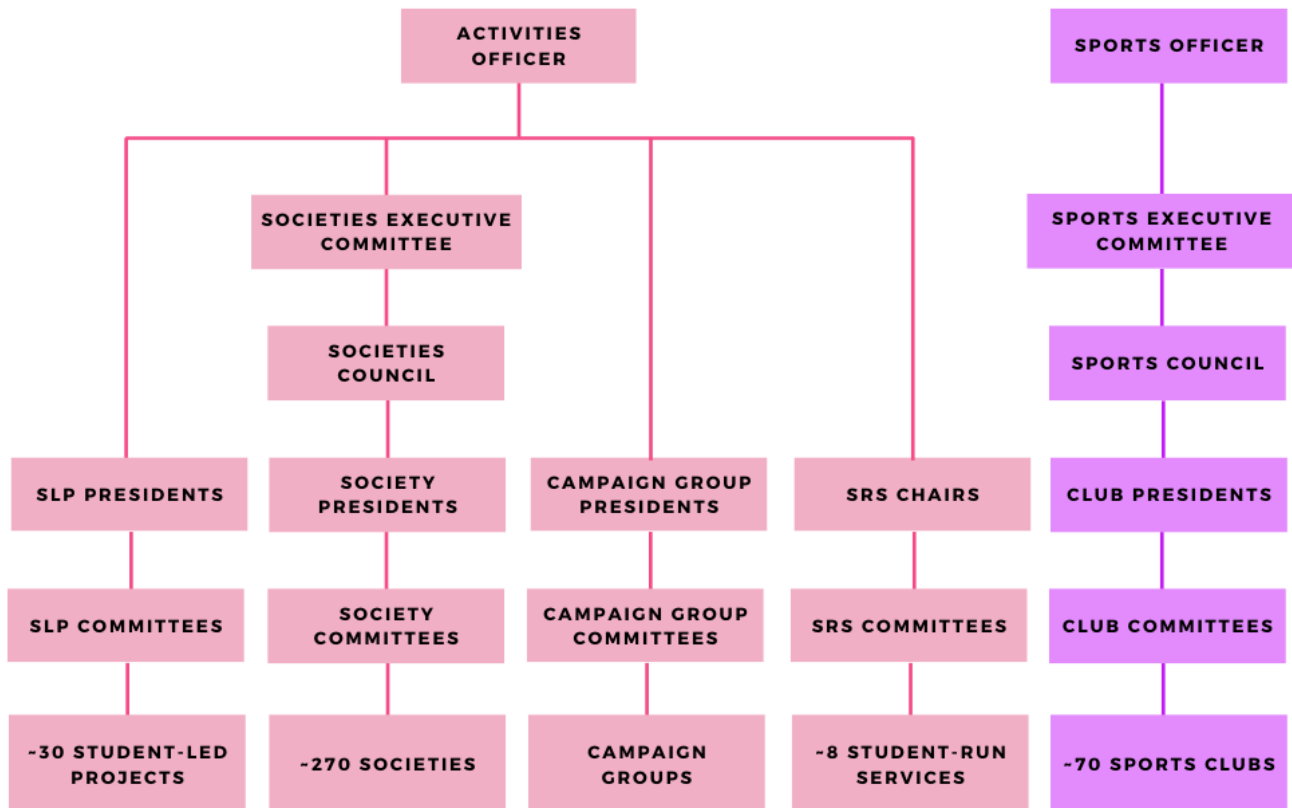 ACTIVITIES
OFFICER
SPORTS OFFICER
SOCIETIES EXECUTIVE
COMMITTEE
SPORTS EXECUTIVE
COMMITTEE
SOCIETIES
COUNCIL
SPORTS COUNCIL
SLP PRESIDENTS
SOCIETY
PRESIDENTS
CAMPAIGN GROUP
PRESIDENTS
SRS CHAIRS
CLUB PRESIDENTS
SLP COMMITTEES
SOCIETY
COMMITTEES
CAMPAIGN GROUP
COMMITTEES
SRS COMMITTEES
CLUB COMMITTEES
~30 STUDENT-LED
PROJECTS
~270 SOCIETIES
CAMPAIGN
GROUPS
~8 STUDENT-RUN
SERVICES
~70 SPORTS CLUBS